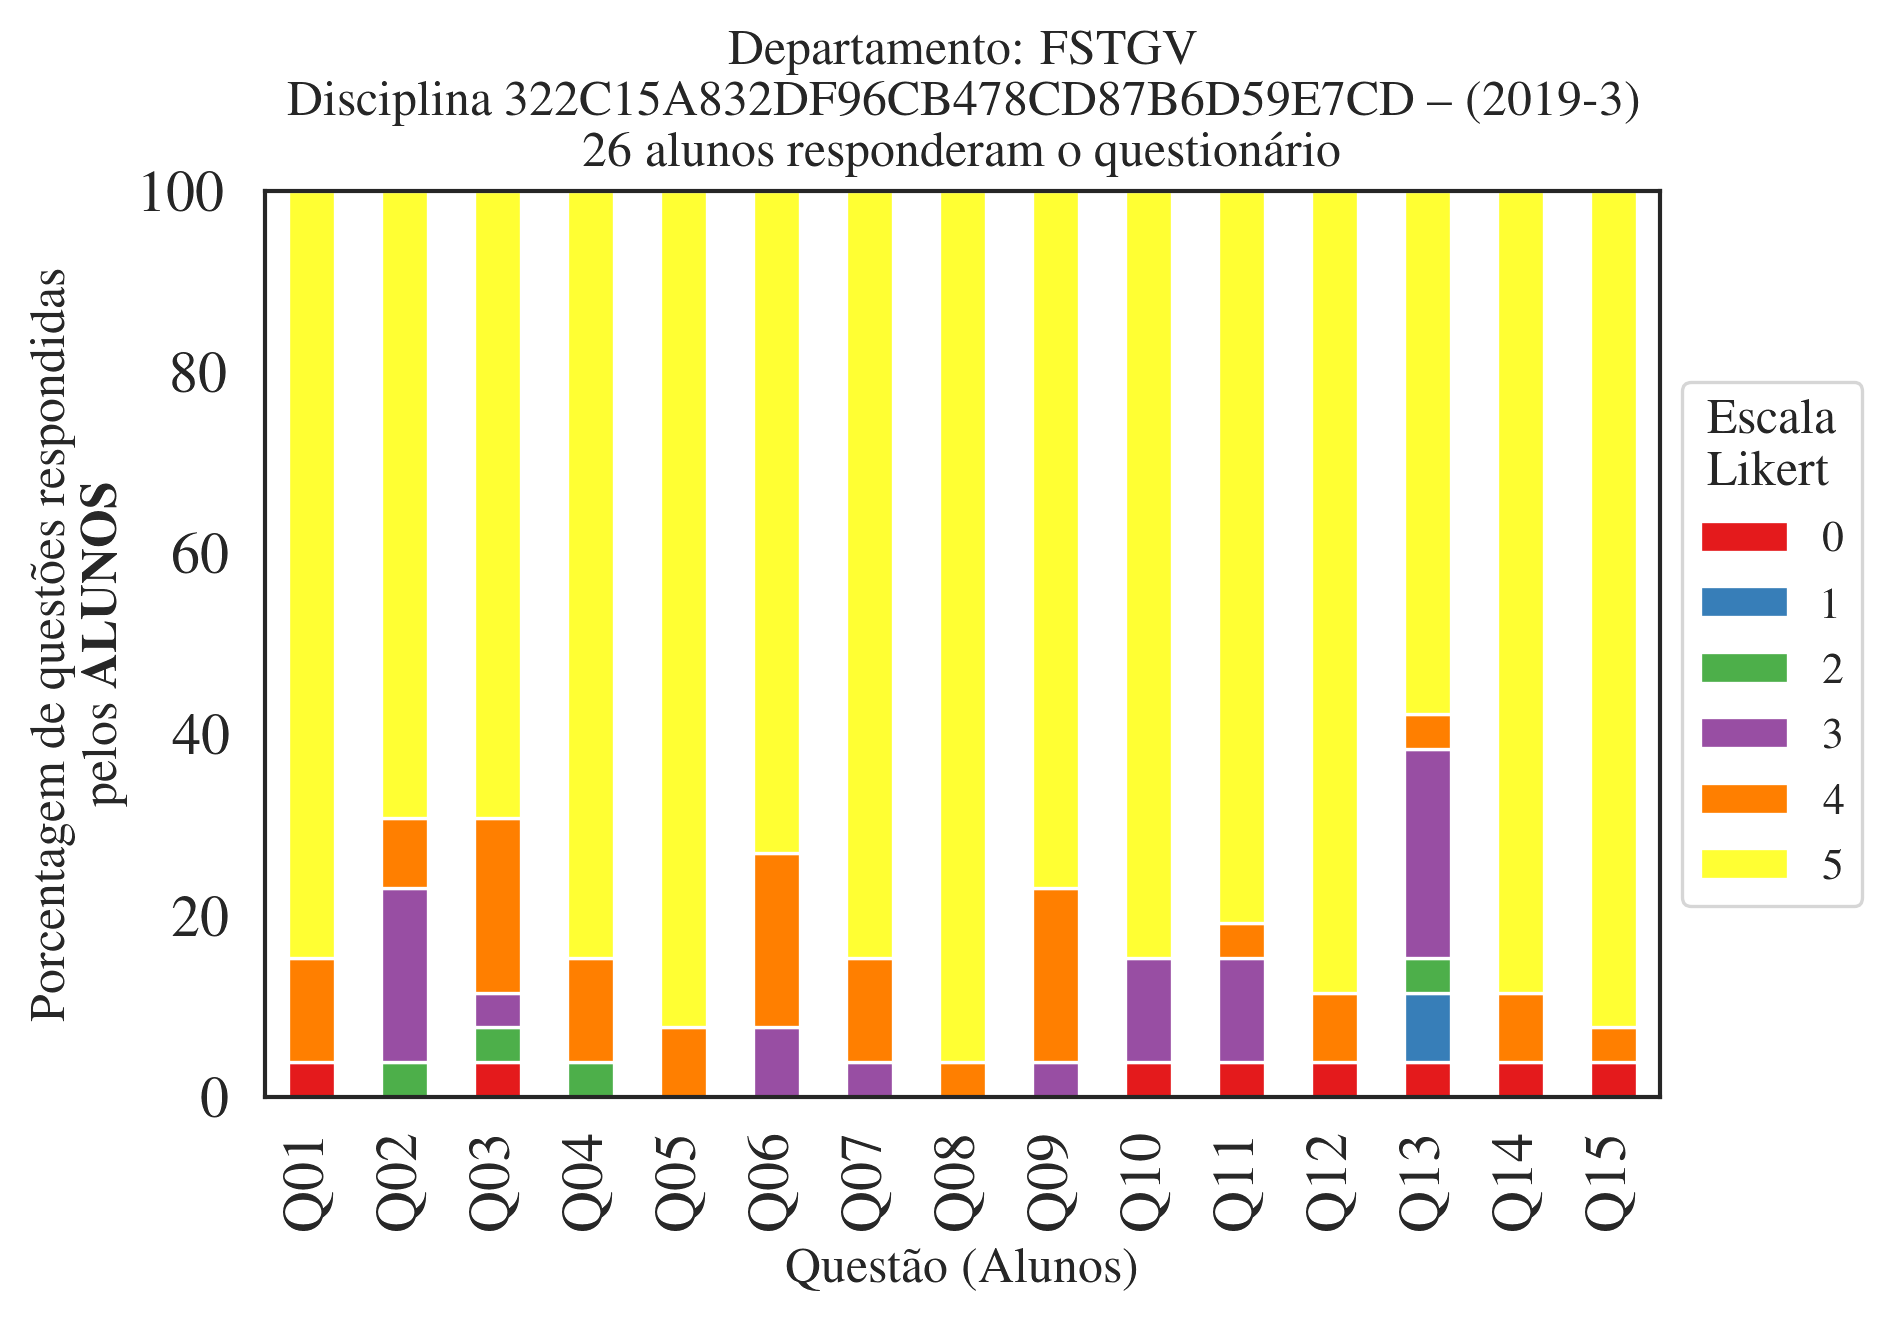 Departamento: FSTGV
Disciplina 322C15A832DF96CB478CD87B6D59E7CD – (2019-3)
26 alunos responderam o questionário
100
80
60
40
20
0
Porcentagem de questões respondidas
pelos ALUNOS
Q01
Q02
Q03
Q04
Q05
Q06
Q07
Q08
Q09
Q10
Q11
Q12
Q13
Q14
Q15
Questão (Alunos)
Escala
Likert
0
1
2
3
4
5